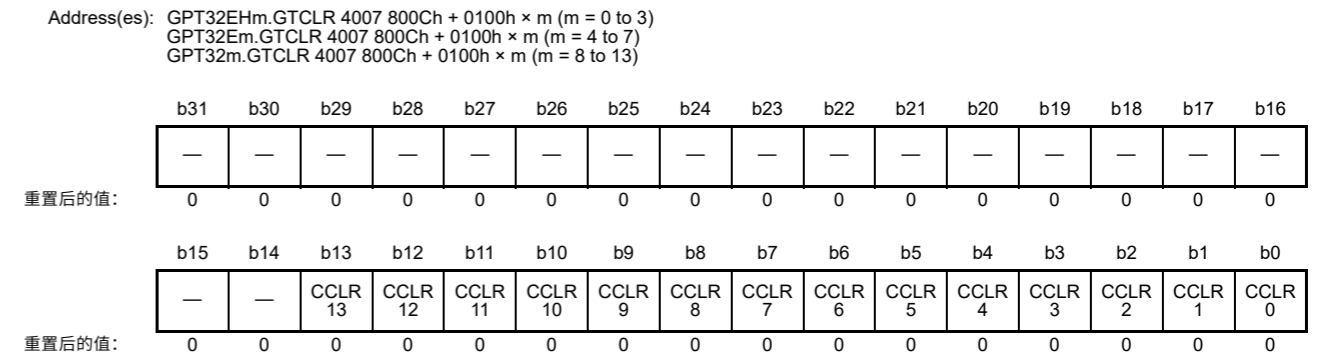 Address(es): GPT32EHm.GTCLR 4007 800Ch + 0100h × m (m = 0 to 3)
GPT32Em.GTCLR 4007 800Ch + 0100h × m (m = 4 to 7)
GPT32m.GTCLR 4007 800Ch + 0100h × m (m = 8 to 13)
b31 b30 b29 b28 b27 b26 b25 b24 b23 b22 b21 b20 b19 b18 b17 b16
— — — — — — — — — — — — — — — —
重置后的值: 0 0 0 0 0 0 0 0 0 0 0 0 0 0 0 0
b15 b14 b13 b12 b11 b10 b9 b8 b7 b6 b5 b4 b3 b2 b1 b0
— — CCLR CCLR CCLR CCLR CCLR CCLR CCLR CCLR CCLR CCLR CCLR CCLR CCLR CCLR
13 12 11 10 9 8 7 6 5 4 3 2 1 0
重置后的值: 0 0 0 0 0 0 0 0 0 0 0 0 0 0 0 0